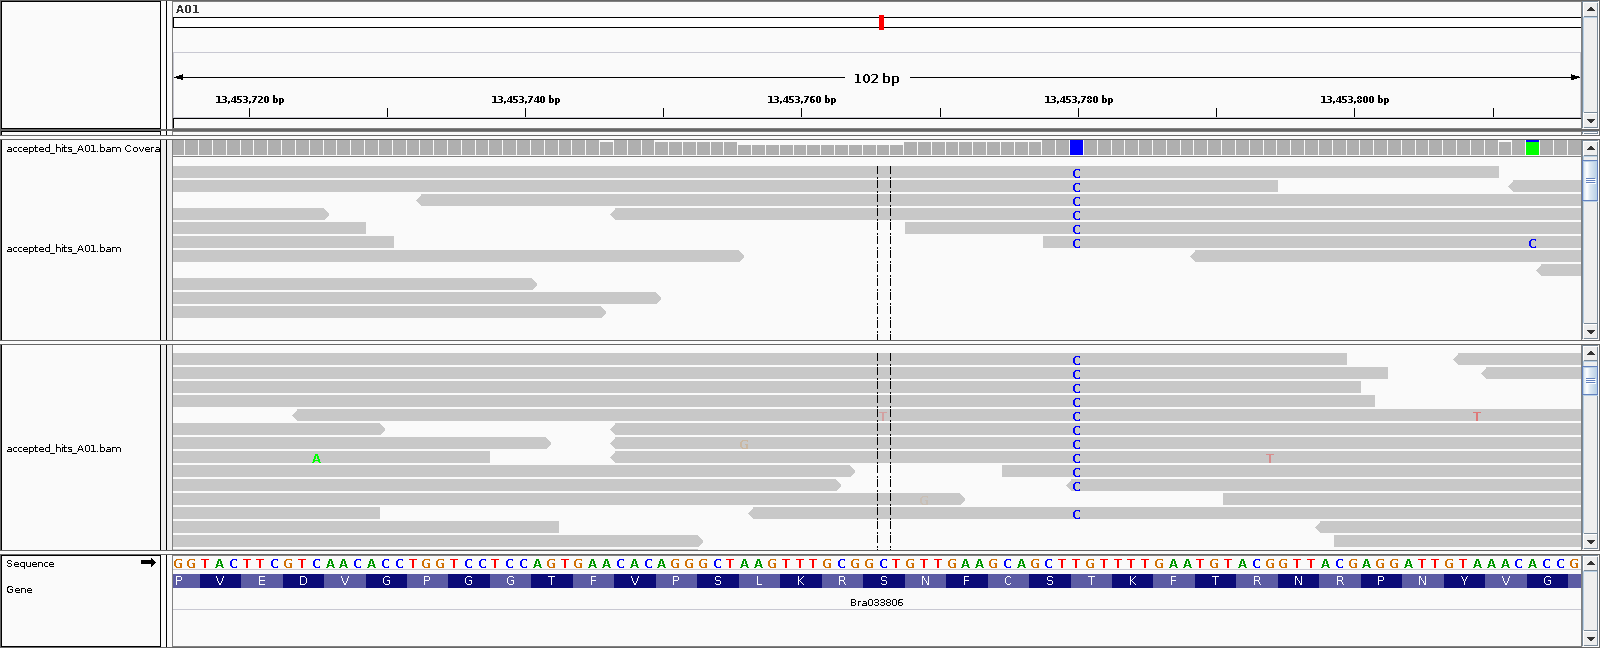 A01
102 bp
13,453,720 bp 13,453,740 bp 13,453,760 bp 13,453,780 bp 13,453,800 bp
accepted_hits_A01.bam Covera
C
C
C
C
C
accepted_hits_A01.bam C C
C
C
C
C
T C T
C
G C
accepted_hits_A01.bam A C T
C
C
G
C
Sequence GGTACTTCGTCAACACCTGGTCCTCCAGTGAACACAGGGCTAAGTTTGCGGCTGTTGAAGCAGCTTGTTTTGAATGTACGGTTACGAGGATTGTAAACACCG
Gene P V E D V G P G G T F V P S L K R S N F C S T K F T R N R P N Y V G
Bra033806